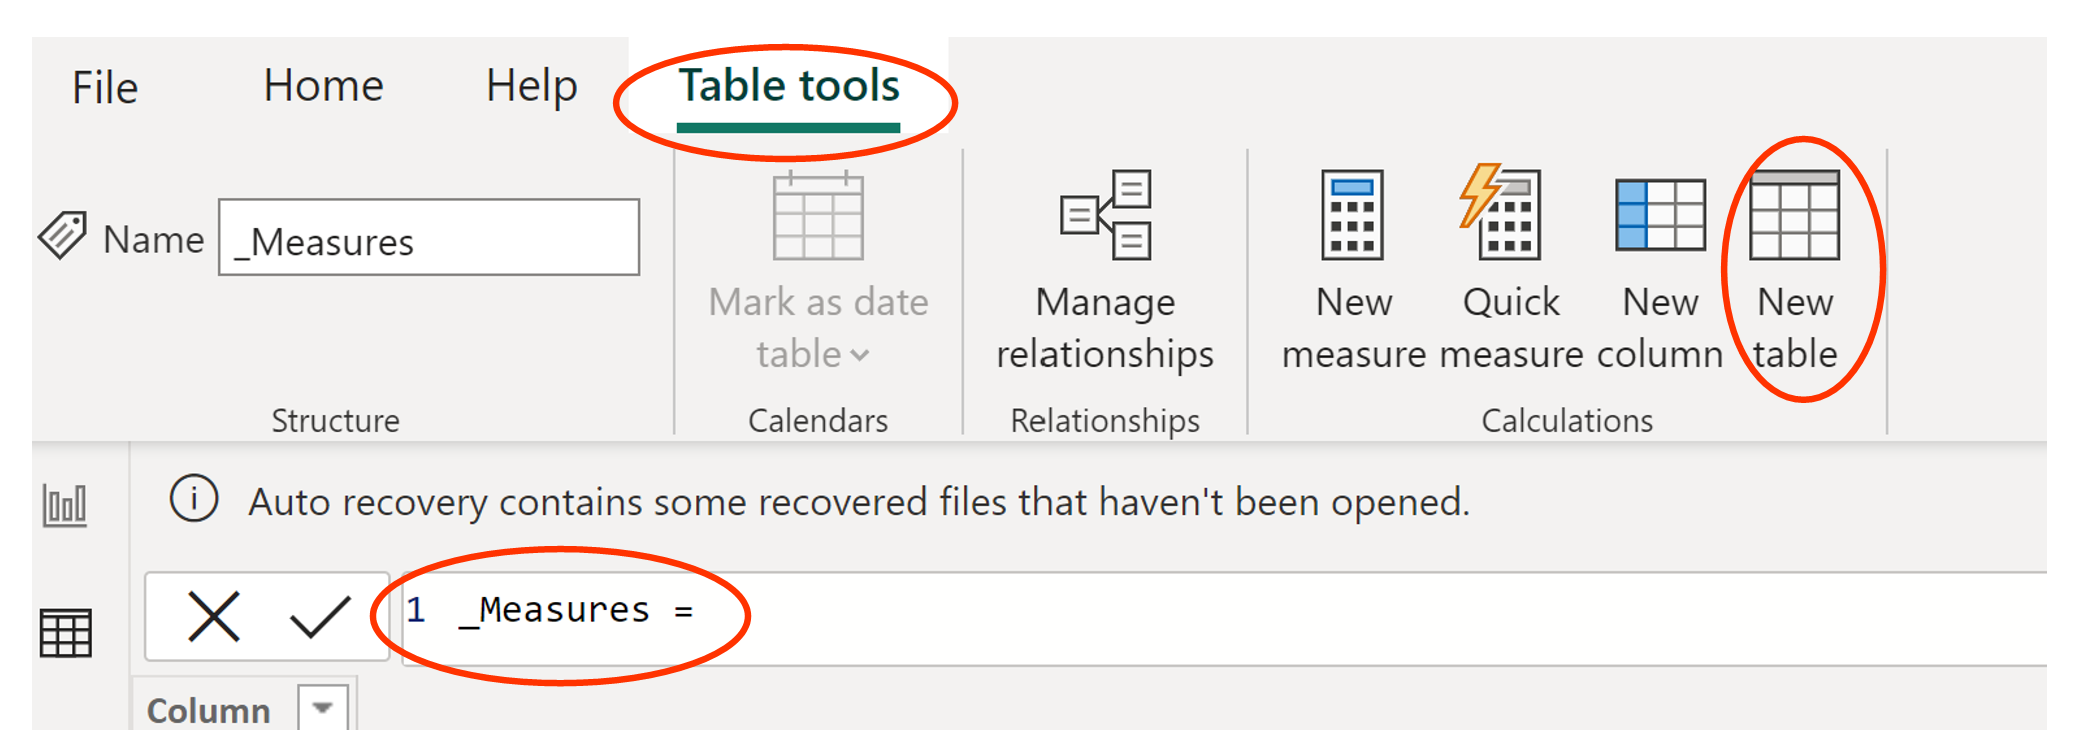 File Home Help Table tools
Name _Measures
Mark as date table
Manage relationships
New measure
Quick measure
New column
New table
Structure Calendars Relationships Calculations
Auto recovery contains some recovered files that haven't been opened.
1 _Measures =
Column